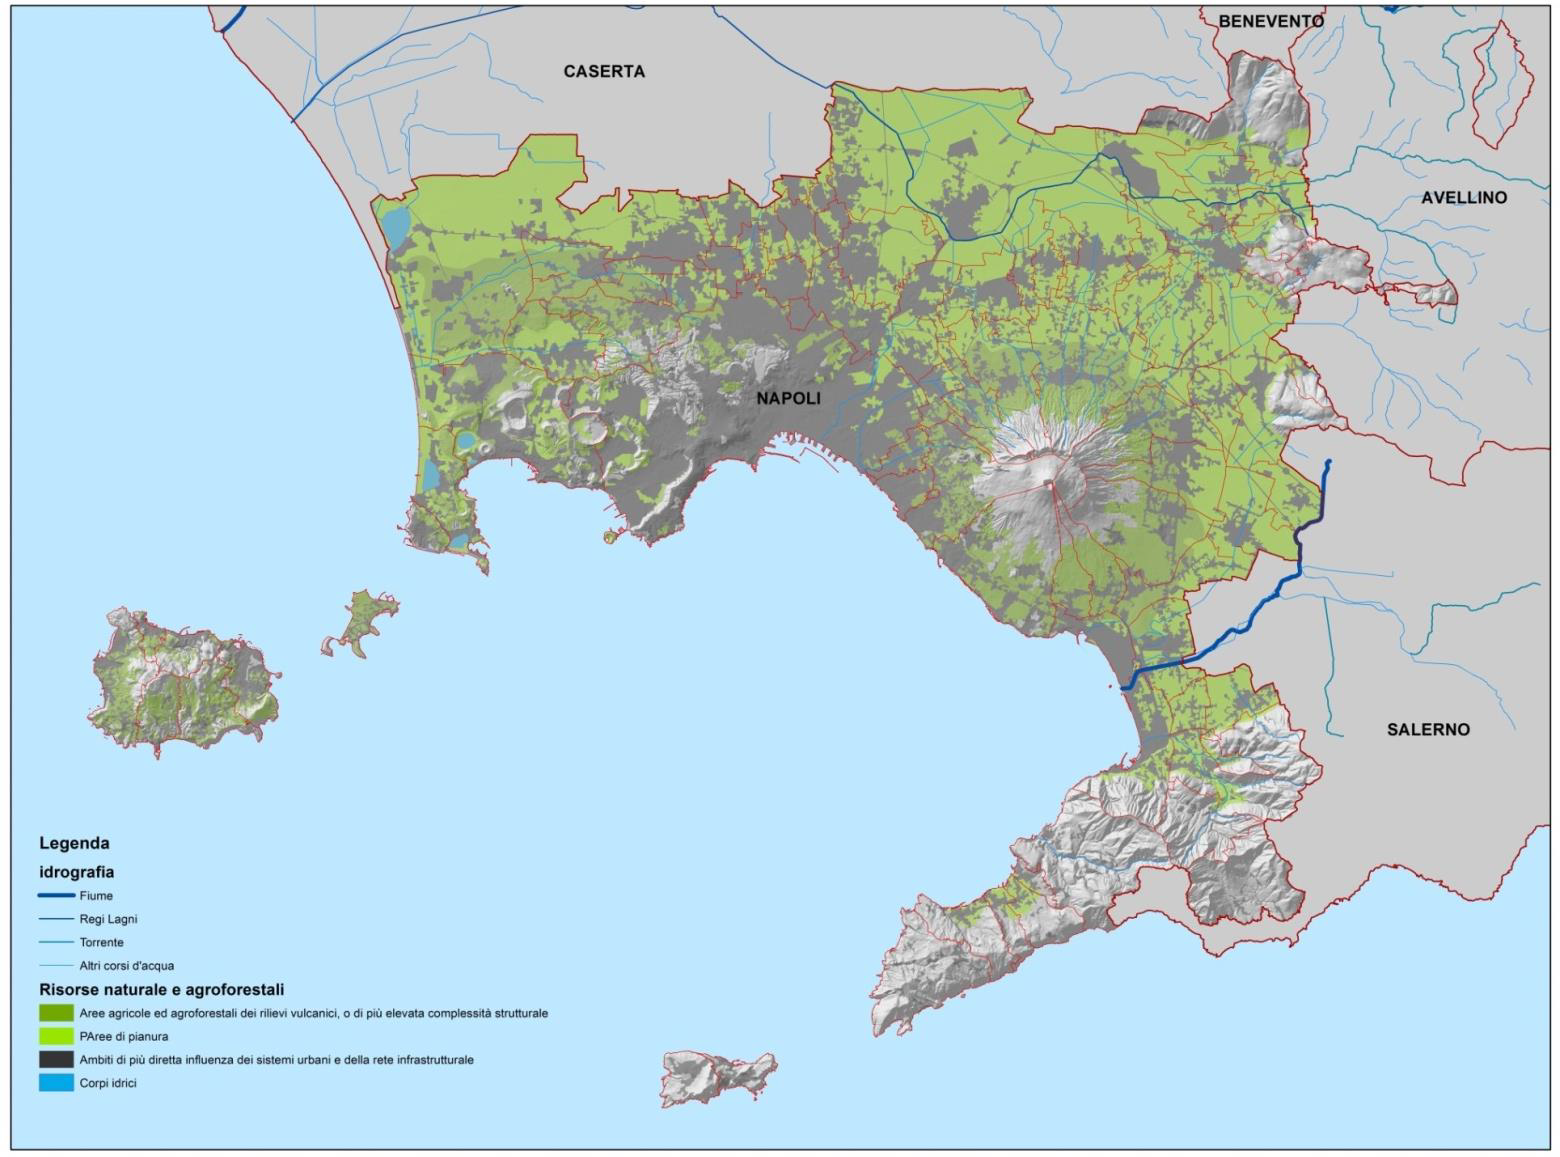 BENEVENTO
CASERTA
AVELLINO
NAPOLI
SALERNO
Legenda
idrografia
Fiume
Regi Lagni
Torrente
Altri corsi d'acqua
Risorse naturale e agroforestali
Aree agricole ed agroforestali dei rilievi vulcanici, o di più elevata complessità strutturale
PAree di pianura
Ambiti di più diretta influenza dei sistemi urbani e della rete infrastrutturale
Corpi idrici